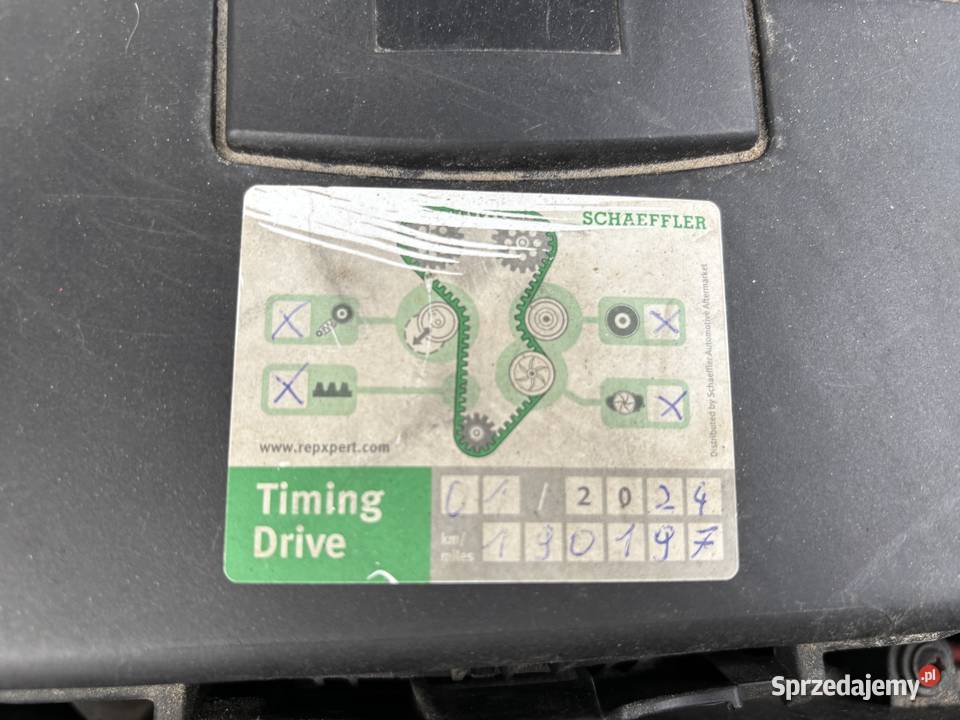 SCHAEFFLER
X
X
X
X
www.repxpert.com
Distributed by Schaeffler Automotive Aftermarket
Timing Drive
01/2024
km/miles 190197
Sprzedajemy.pl